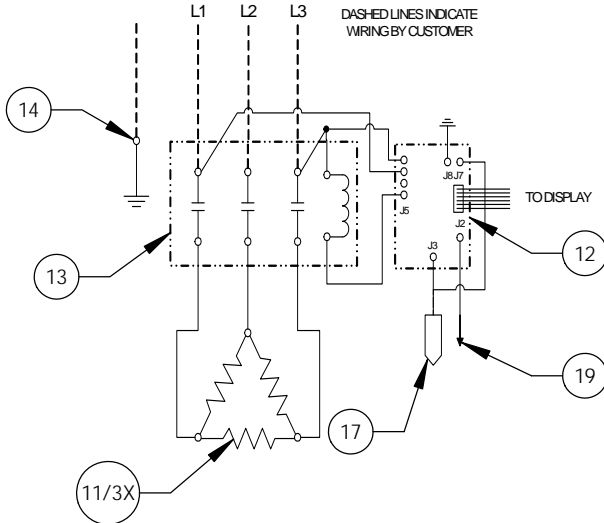 L1 L2 L3
DASHED LINES INDICATE
WIRING BY CUSTOMER
14
J8 J7
TO DISPLAY
J5
J2
12
13
J3
19
17
11/3X